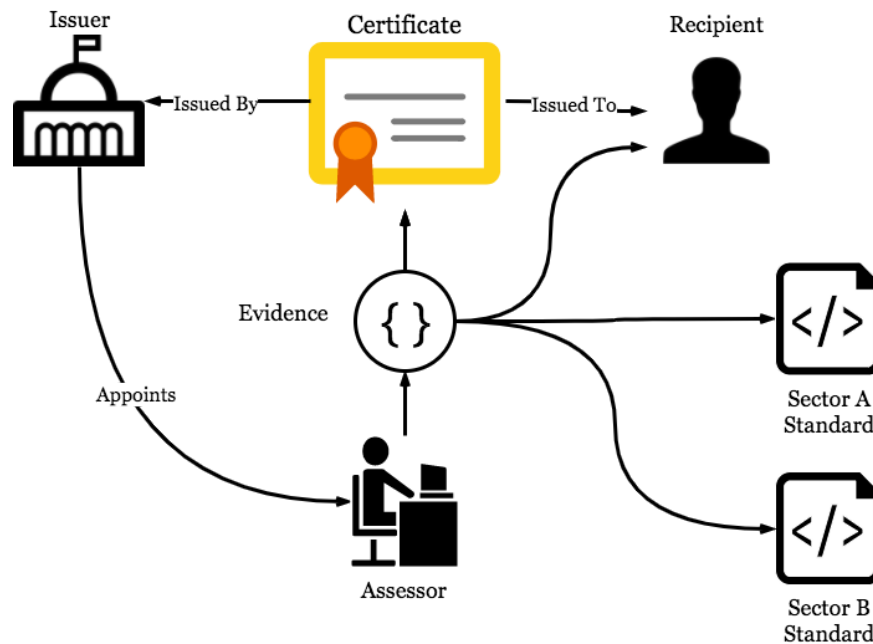 Issuer
Certificate
Recipient
Issued By
Issued To
Evidence
{ }
</>
Sector A
Standard
Appoints
</>
Assessor
Sector B
Standard